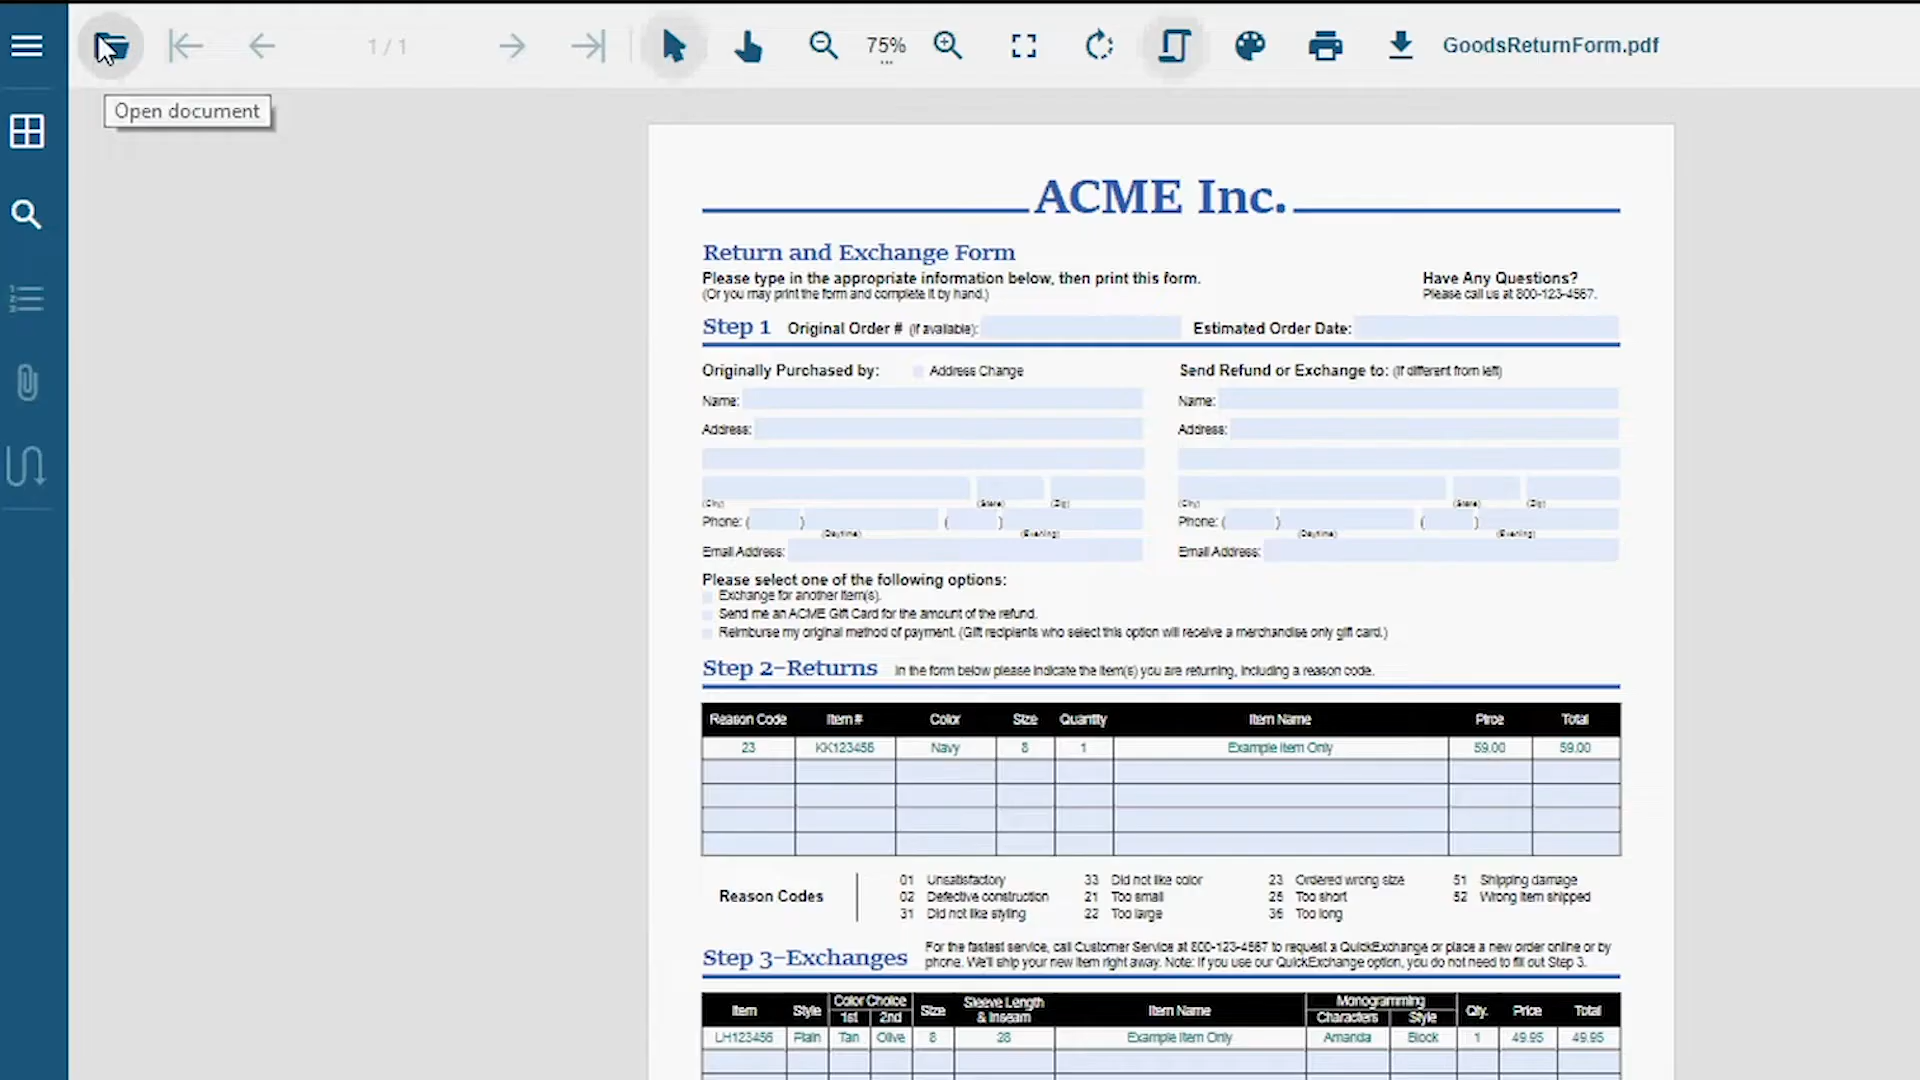 1 / 1
75%
GoodsReturnForm.pdf
Open document
ACME Inc.
Return and Exchange Form
Please type in the appropriate information below, then print this form.
(Or you may print the form and complete it by hand.)
Have Any Questions?
Please call us at 800-123-4567.
Step 1 Original Order # (if available): Estimated Order Date:
Originally Purchased by: Address Change Send Refund or Exchange to: (If different from left)
Name: Name:
Address: Address:
(City) (State) (Zip) (City) (State) (Zip)
Phone: ( ) ( ) Phone: ( ) ( )
(Daytime) (Evening) (Daytime) (Evening)
Email Address: Email Address:
Please select one of the following options:
Exchange for another item(s).
Send me an ACME Gift Card for the amount of the refund.
Reimburse my original method of payment. (Gift recipients who select this option will receive a merchandise only gift card.)
Step 2–Returns In the form below please indicate the item(s) you are returning, including a reason code.
Reason Code Item # Color Size Quantity Item Name Pirce Total
23 KK123456 Navy 8 1 Example Item Only 59.00 59.00
Reason Codes
01 Unsatisfactory 33 Did not like color 23 Ordered wrong size 51 Shipping damage
02 Defective construction 21 Too small 25 Too short 52 Wrong item shipped
31 Did not like styling 22 Too large 35 Too long
Step 3–Exchanges
For the fastest service, call Customer Service at 800-123-4567 to request a QuickExchange or place a new order online or by
phone. We'll ship your new item right away. Note: If you use our QuickExchange option, you do not need to fill out Step 3.
Item Style Color Choice 1st 2nd Size Sleeve Length & Inseam Item Name Monogramming Characters Style Qty. Price Total
LH123456 Plain Tan Olive 8 28 Example Item Only Amanda Block 1 49.95 49.95